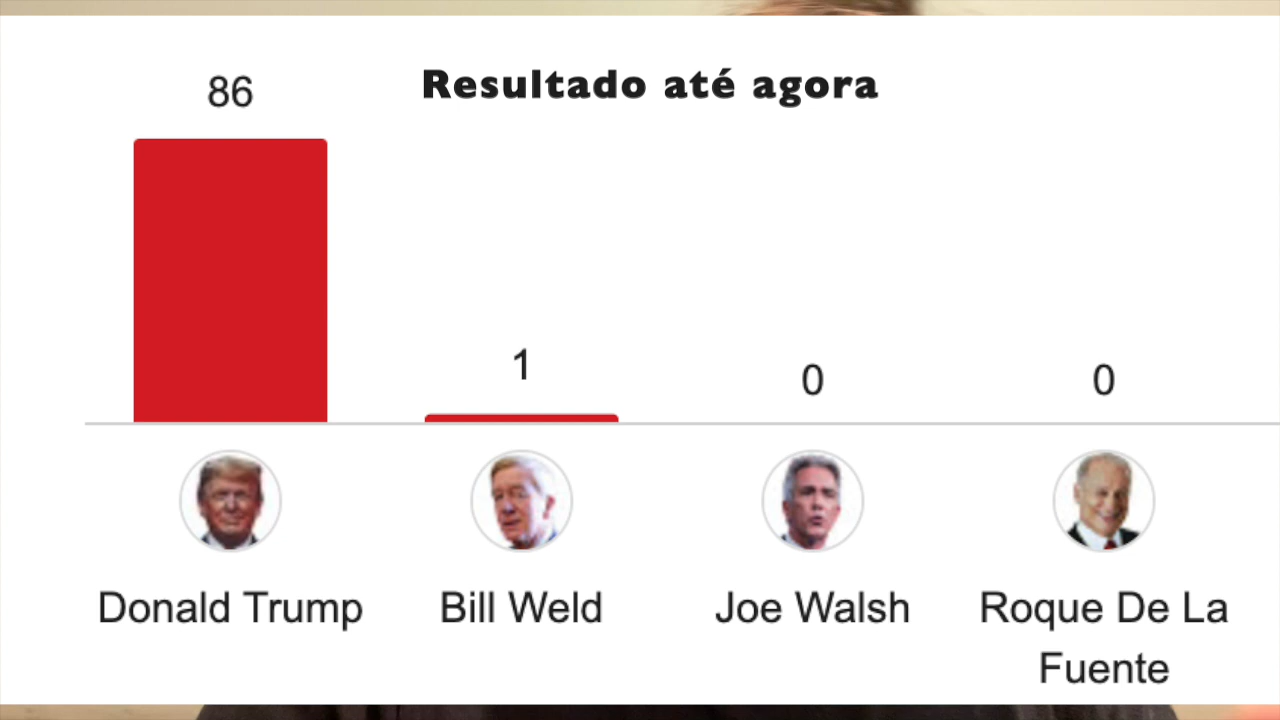 Resultado até agora
86
1
0
0
Donald Trump
Bill Weld
Joe Walsh
Roque De La
Fuente